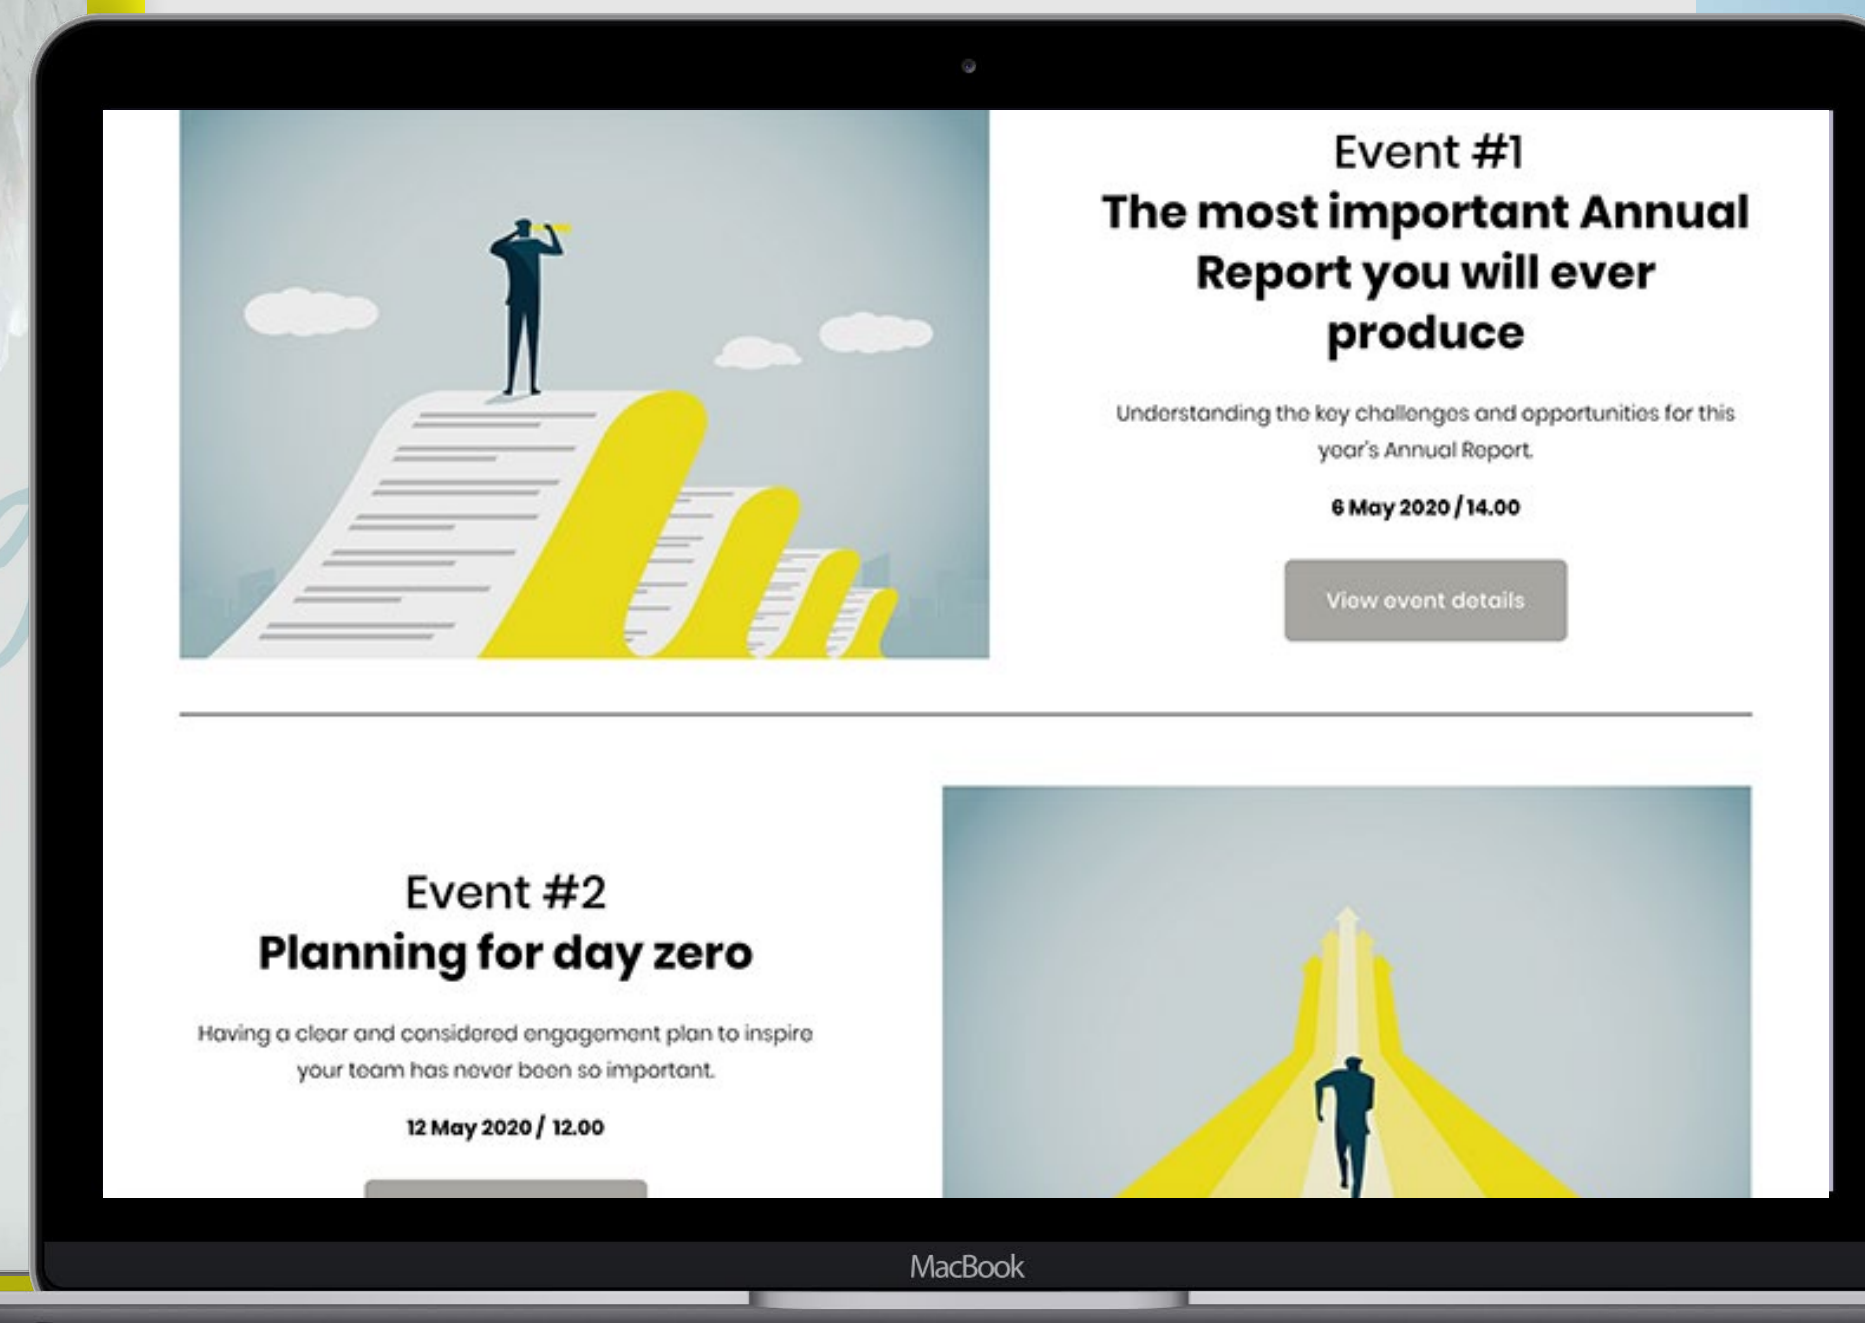 Event #1
The most important Annual
Report you will ever
produce
Understanding the key challenges and opportunities for this
year's Annual Report.
6 May 2020 / 14.00
View event details
Event #2
Planning for day zero
Having a clear and considered engagement plan to inspire
your team has never been so important.
12 May 2020 / 12.00
MacBook